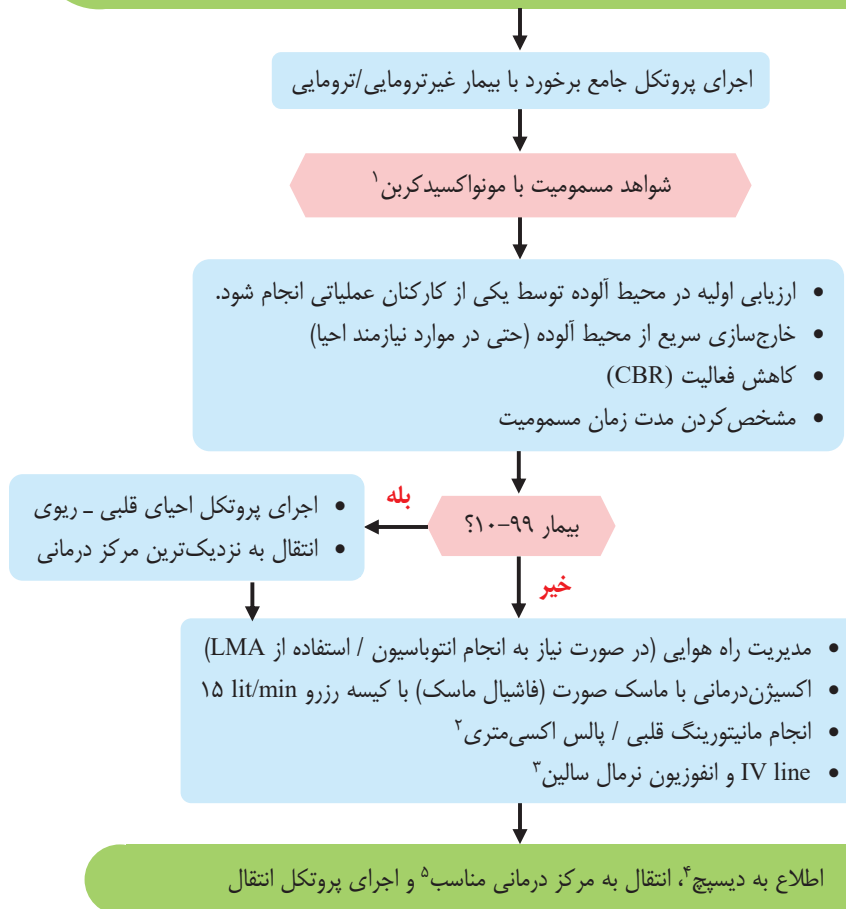 اجرای پروتکل جامع برخورد با بیمار غیرترومایی/ترومایی
شواهد مسمومیت با مونواکسیدکربن۱
• ارزیابی اولیه در محیط آلوده توسط یکی از کارکنان عملیاتی انجام شود.
• خارج‌سازی سریع از محیط آلوده (حتی در موارد نیازمند احیا)
• کاهش فعالیت (CBR)
• مشخص‌کردن مدت زمان مسمومیت
بیمار ۹۹-۱۰؟
بله
• اجرای پروتکل احیای قلبی - ریوی
• انتقال به نزدیک‌ترین مرکز درمانی
خیر
• مدیریت راه هوایی (در صورت نیاز به انجام انتوباسیون / استفاده از LMA)
• اکسیژن‌درمانی با ماسک صورت (فاشیال ماسک) با کیسه رزرو ۱۵ lit/min
• انجام مانیتورینگ قلبی / پالس اکسی‌متری۲
• IV line و انفوزیون نرمال سالین۳
اطلاع به دیسپچ۴، انتقال به مرکز درمانی مناسب۵ و اجرای پروتکل انتقال